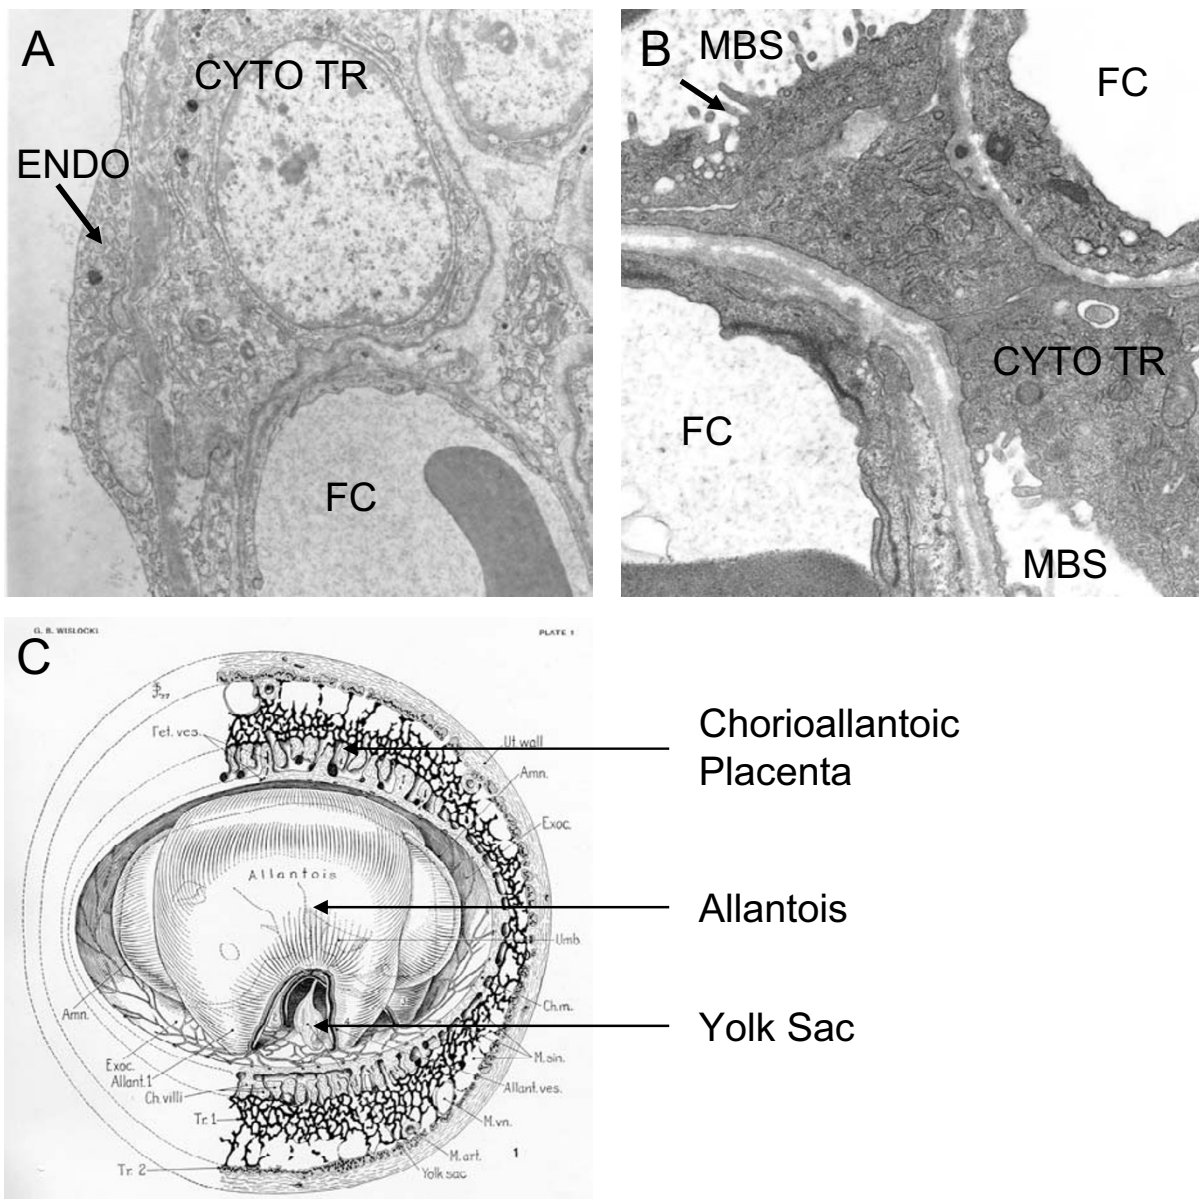 A
CYTO TR
ENDO
FC
B
MBS
FC
CYTO TR
FC
MBS
G. B. WISLOCKI.
PLATE 1
C
Fet. ves.
Ut. wall
Amn.
Exoc.
Allantois
Umb.
Amn.
Ch.m.
Exoc.
Allant.1
Ch. villi
M. sin.
Allant. ves.
Tr. 1
M. vn.
M. art.
1
Tr. 2
Yolk sac
Chorioallantoic
Placenta
Allantois
Yolk Sac